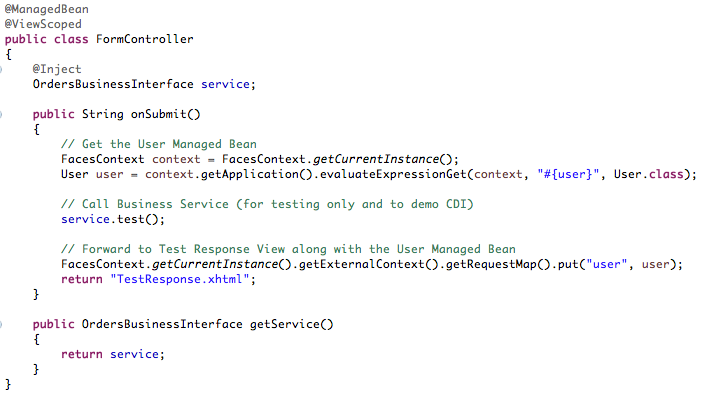 @ManagedBean
@ViewScoped
public class FormController
{
    @Inject
    OrdersBusinessInterface service;

    public String onSubmit()
    {
        // Get the User Managed Bean
        FacesContext context = FacesContext.getCurrentInstance();
        User user = context.getApplication().evaluateExpressionGet(context, "#{user}", User.class);

        // Call Business Service (for testing only and to demo CDI)
        service.test();

        // Forward to Test Response View along with the User Managed Bean
        FacesContext.getCurrentInstance().getExternalContext().getRequestMap().put("user", user);
        return "TestResponse.xhtml";
    }

    public OrdersBusinessInterface getService()
    {
        return service;
    }
}